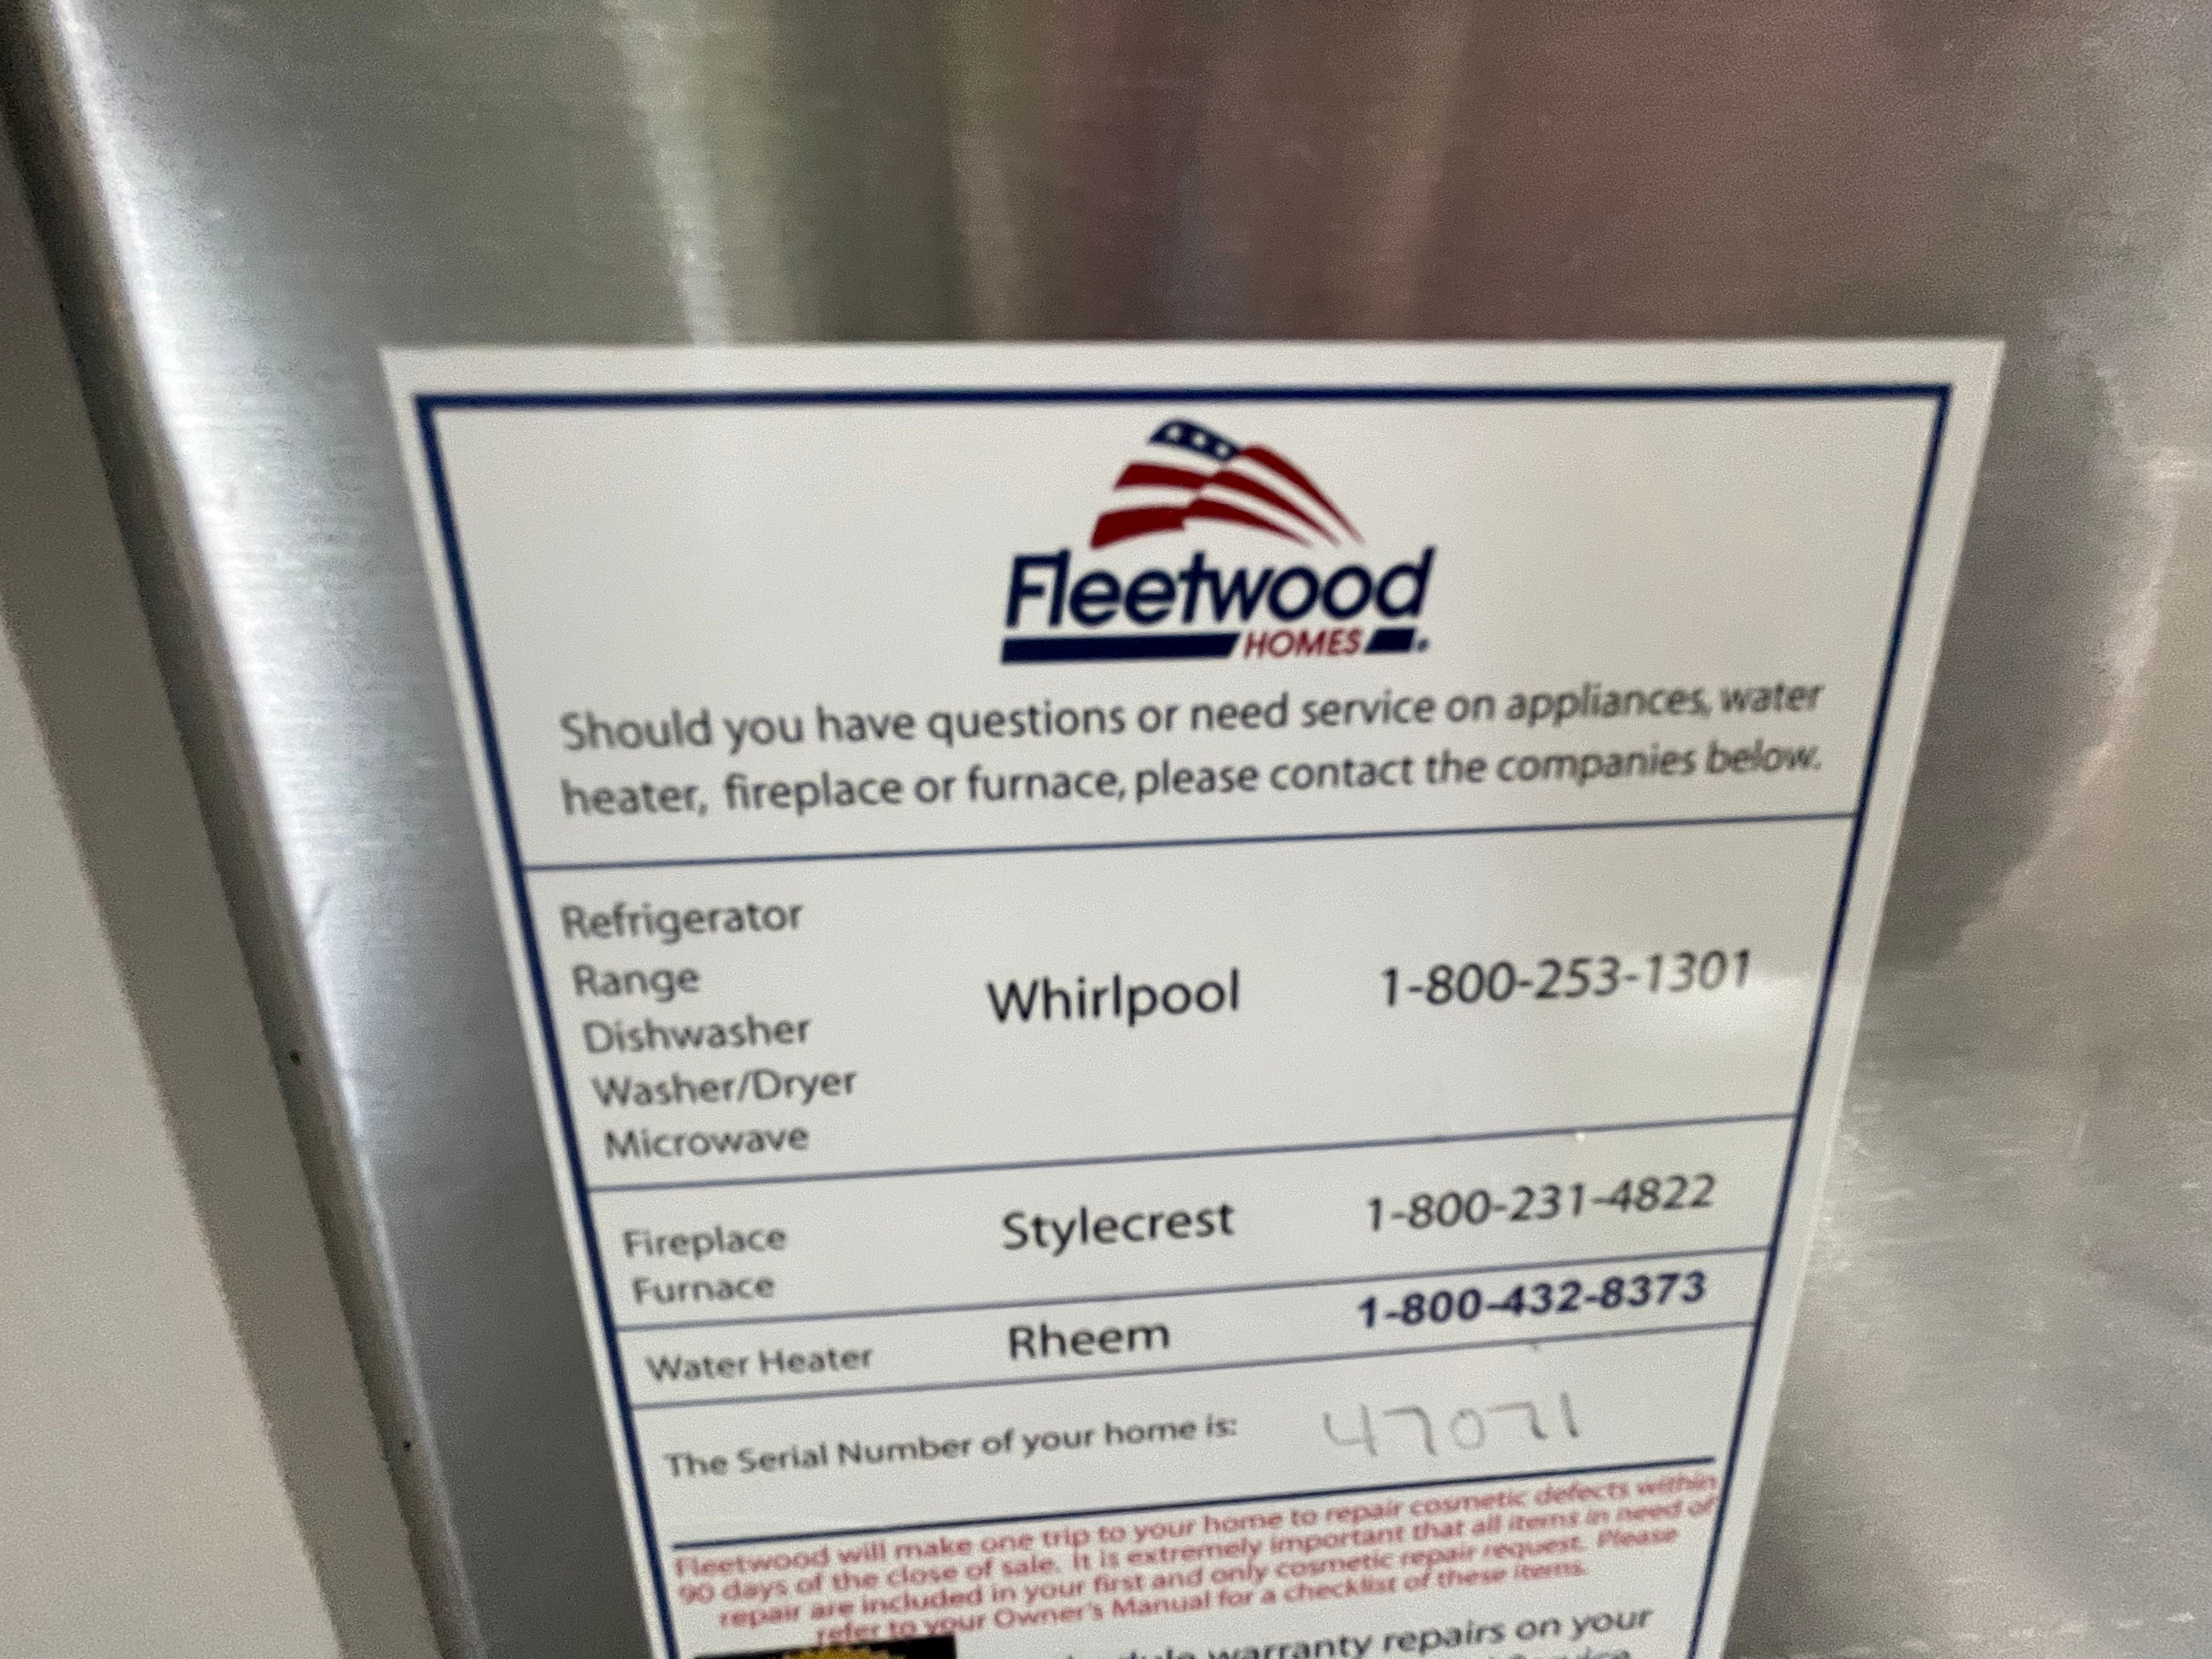 Fleetwood
HOMES
Should you have questions or need service on appliances, water
heater, fireplace or furnace, please contact the companies below.
Refrigerator
Range
Dishwasher
Washer/Dryer
Microwave
Whirlpool
1-800-253-1301
Fireplace
Furnace
Stylecrest
1-800-231-4822
Water Heater
Rheem
1-800-432-8373
The Serial Number of your home is: 47071
Fleetwood will make one trip to your home to repair cosmetic defects within
90 days of the close of sale. It is extremely important that all items in need of
repair are included in your first and only cosmetic repair request. Please
refer to your Owner's Manual for a checklist of these items.
warranty repairs on your